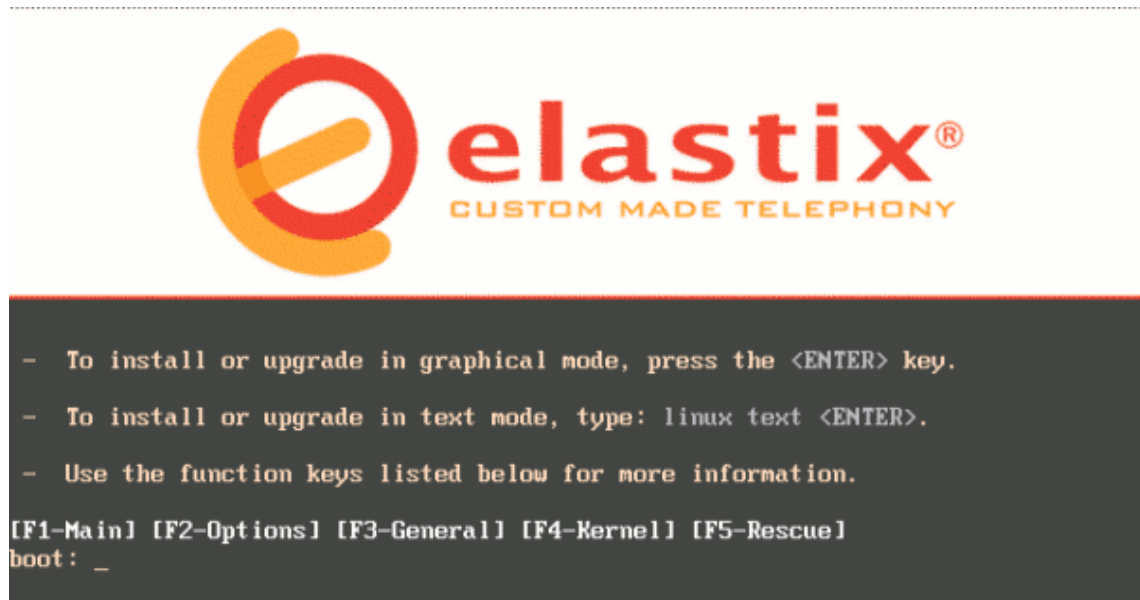 elastix®
CUSTOM MADE TELEPHONY
- To install or upgrade in graphical mode, press the <ENTER> key.
- To install or upgrade in text mode, type: linux text <ENTER>.
- Use the function keys listed below for more information.
[F1-Main] [F2-Options] [F3-General] [F4-Kernel] [F5-Rescue]
boot: _